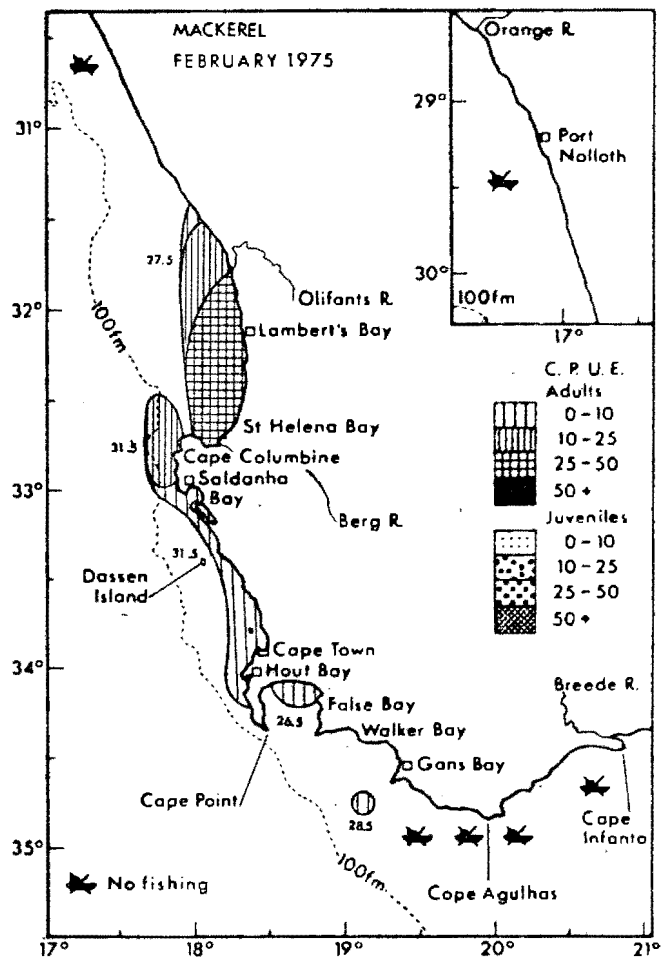 MACKEREL
FEBRUARY 1975
Orange R.
29°
Port
Nolloth
30°
100fm
17°
31°
27.5
Olifants R.
32°
Lambert's Bay
100fm
C. P. U. E.
Adults
0-10
10-25
25-50
50+
St Helena Bay
31.5
Cape Columbine
Saldanha
Bay
33°
Berg R.
Juveniles
0-10
10-25
25-50
50+
31.5
Dassen
Island
Cape Town
34°
Hout Bay
Breede R.
False Bay
26.5
Walker Bay
Gans Bay
Cape Point
28.5
Cape
Infanta
35°
100fm
No fishing
Cope Agulhas
17°
18°
19°
20°
21°